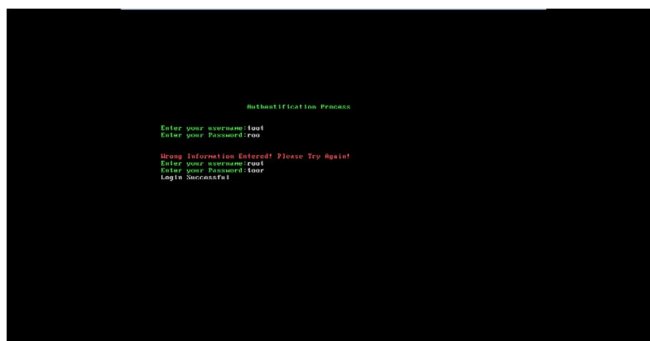 Authentification Process
Enter your username:toot
Enter your Password:roo
Wrong Information Entered! Please Try Again!
Enter your username:root
Enter your Password:toor
Login Successful